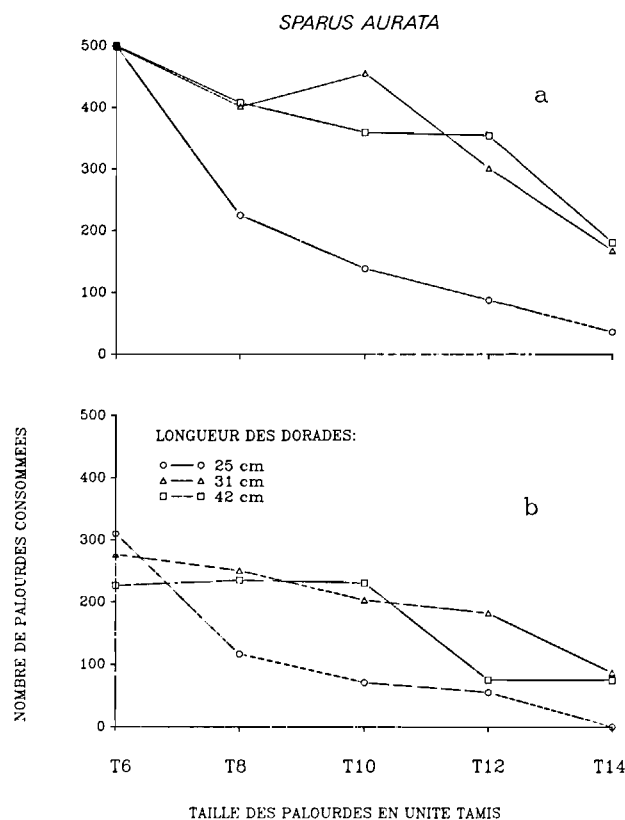 SPARUS AURATA
500
400
300
200
100
0
a
500
400
300
200
100
0
LONGUEUR DES DORADES:
25 cm
31 cm
42 cm
b
NOMBRE DE PALOURDES CONSOMMEES
T6 T8 T10 T12 T14
TAILLE DES PALOURDES EN UNITE TAMIS